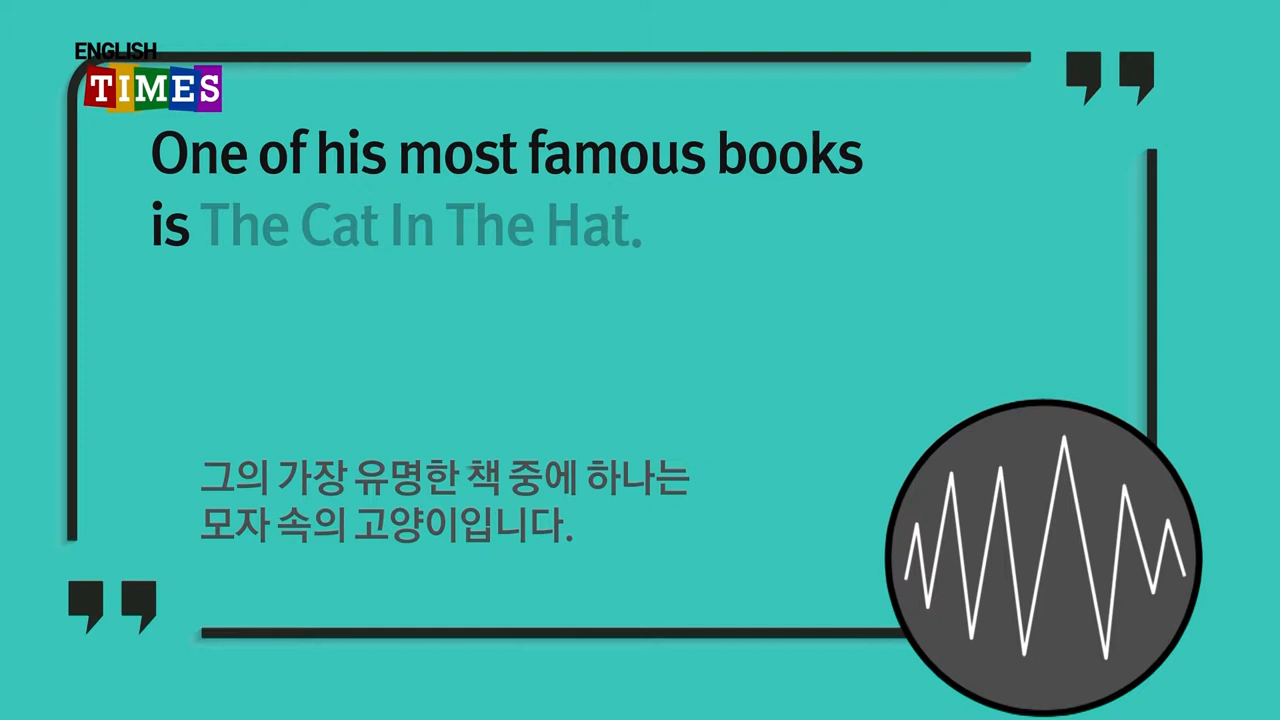 ENGLISH
TIMES
One of his most famous books
is The Cat In The Hat.
그의 가장 유명한 책 중에 하나는
모자 속의 고양이입니다.